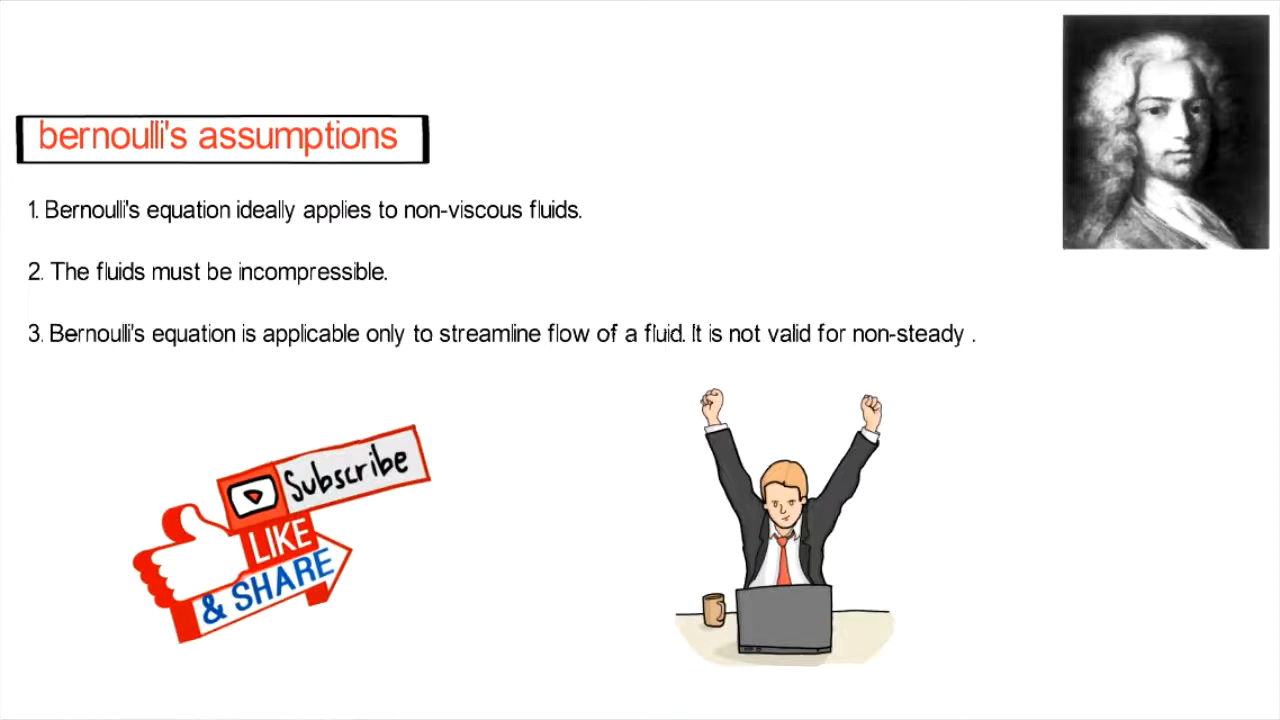 bernoulli's assumptions
1. Bernoulli's equation ideally applies to non-viscous fluids.
2. The fluids must be incompressible.
3. Bernoulli's equation is applicable only to streamline flow of a fluid. It is not valid for non-steady .
Subscribe
LIKE
& SHARE